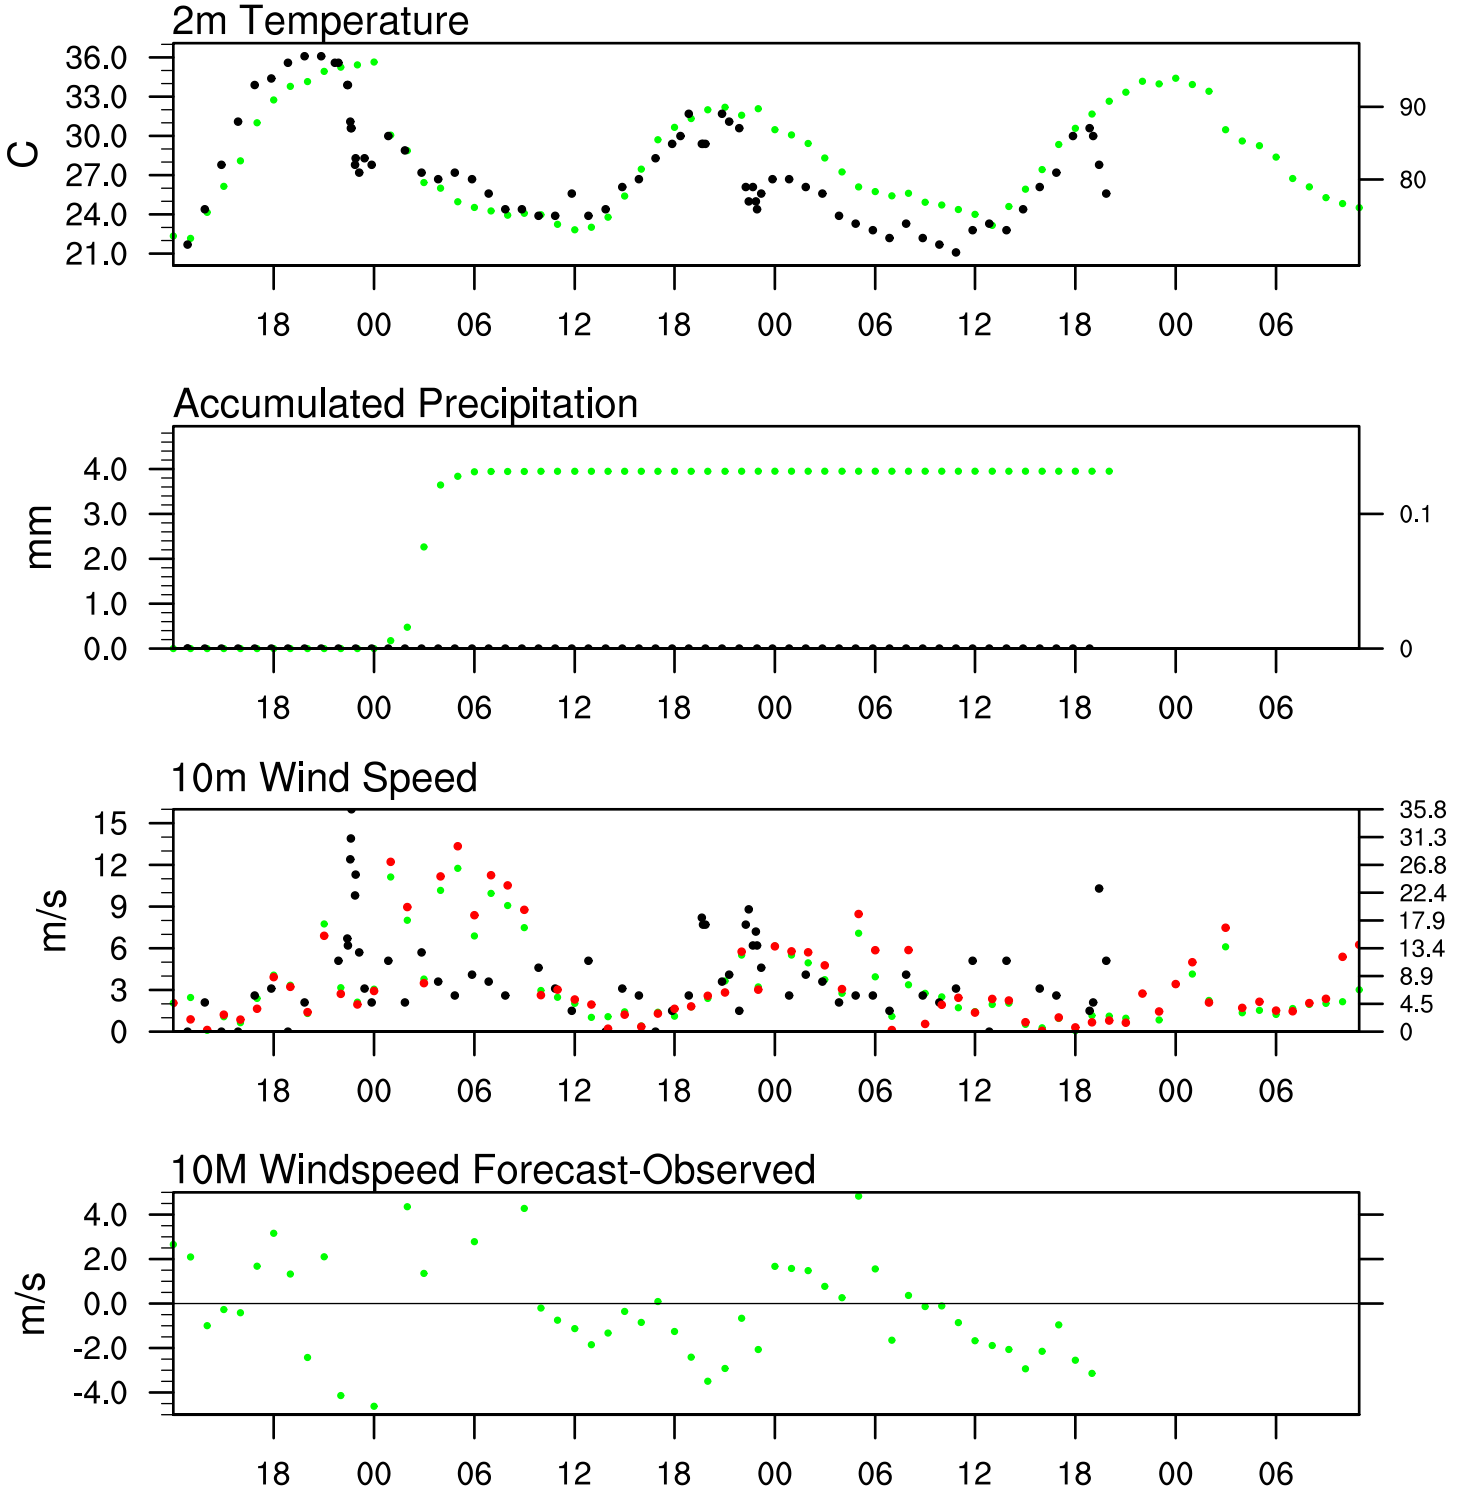 2m Temperature
36.0
33.0
30.0
27.0
24.0
21.0
C
90
80
18 00 06 12 18 00 06 12 18 00 06
Accumulated Precipitation
4.0
3.0
2.0
1.0
0.0
mm
0.1
0
18 00 06 12 18 00 06 12 18 00 06
10m Wind Speed
15
12
9
6
3
0
m/s
35.8
31.3
26.8
22.4
17.9
13.4
8.9
4.5
0
18 00 06 12 18 00 06 12 18 00 06
10M Windspeed Forecast-Observed
4.0
2.0
0.0
-2.0
-4.0
m/s
18 00 06 12 18 00 06 12 18 00 06